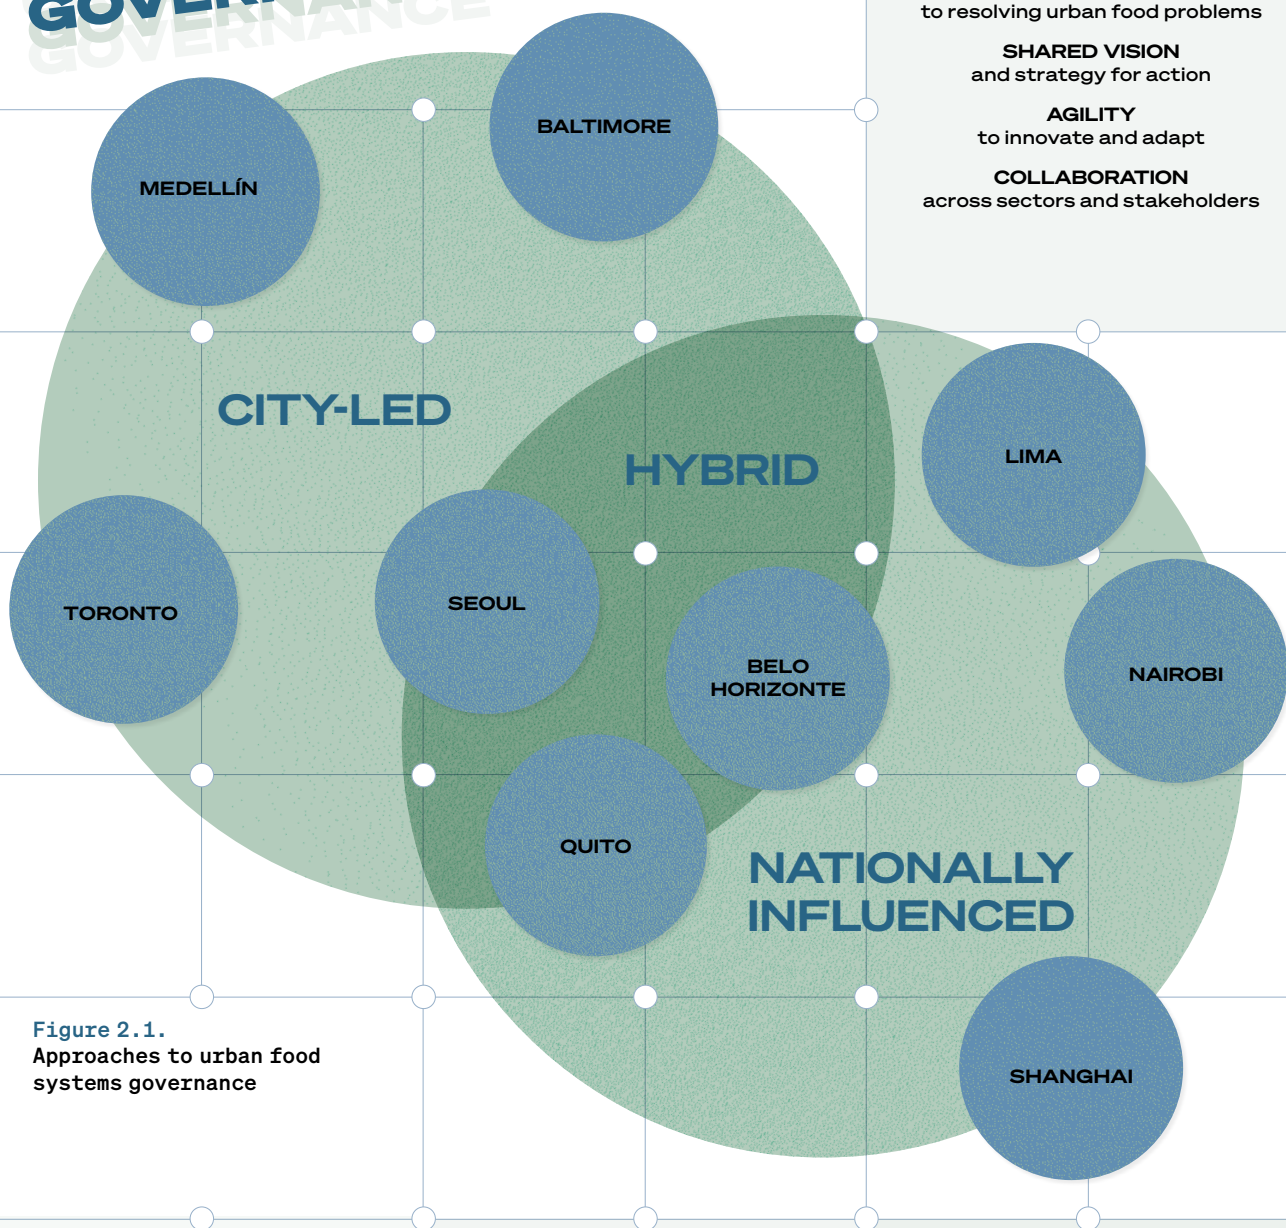 GOVERNANCE
to resolving urban food problems
SHARED VISION
and strategy for action
AGILITY
to innovate and adapt
COLLABORATION
across sectors and stakeholders
BALTIMORE
MEDELLÍN
CITY-LED
HYBRID
LIMA
TORONTO
SEOUL
BELO
HORIZONTE
NAIROBI
QUITO
NATIONALLY
INFLUENCED
SHANGHAI
Figure 2.1.
Approaches to urban food
systems governance